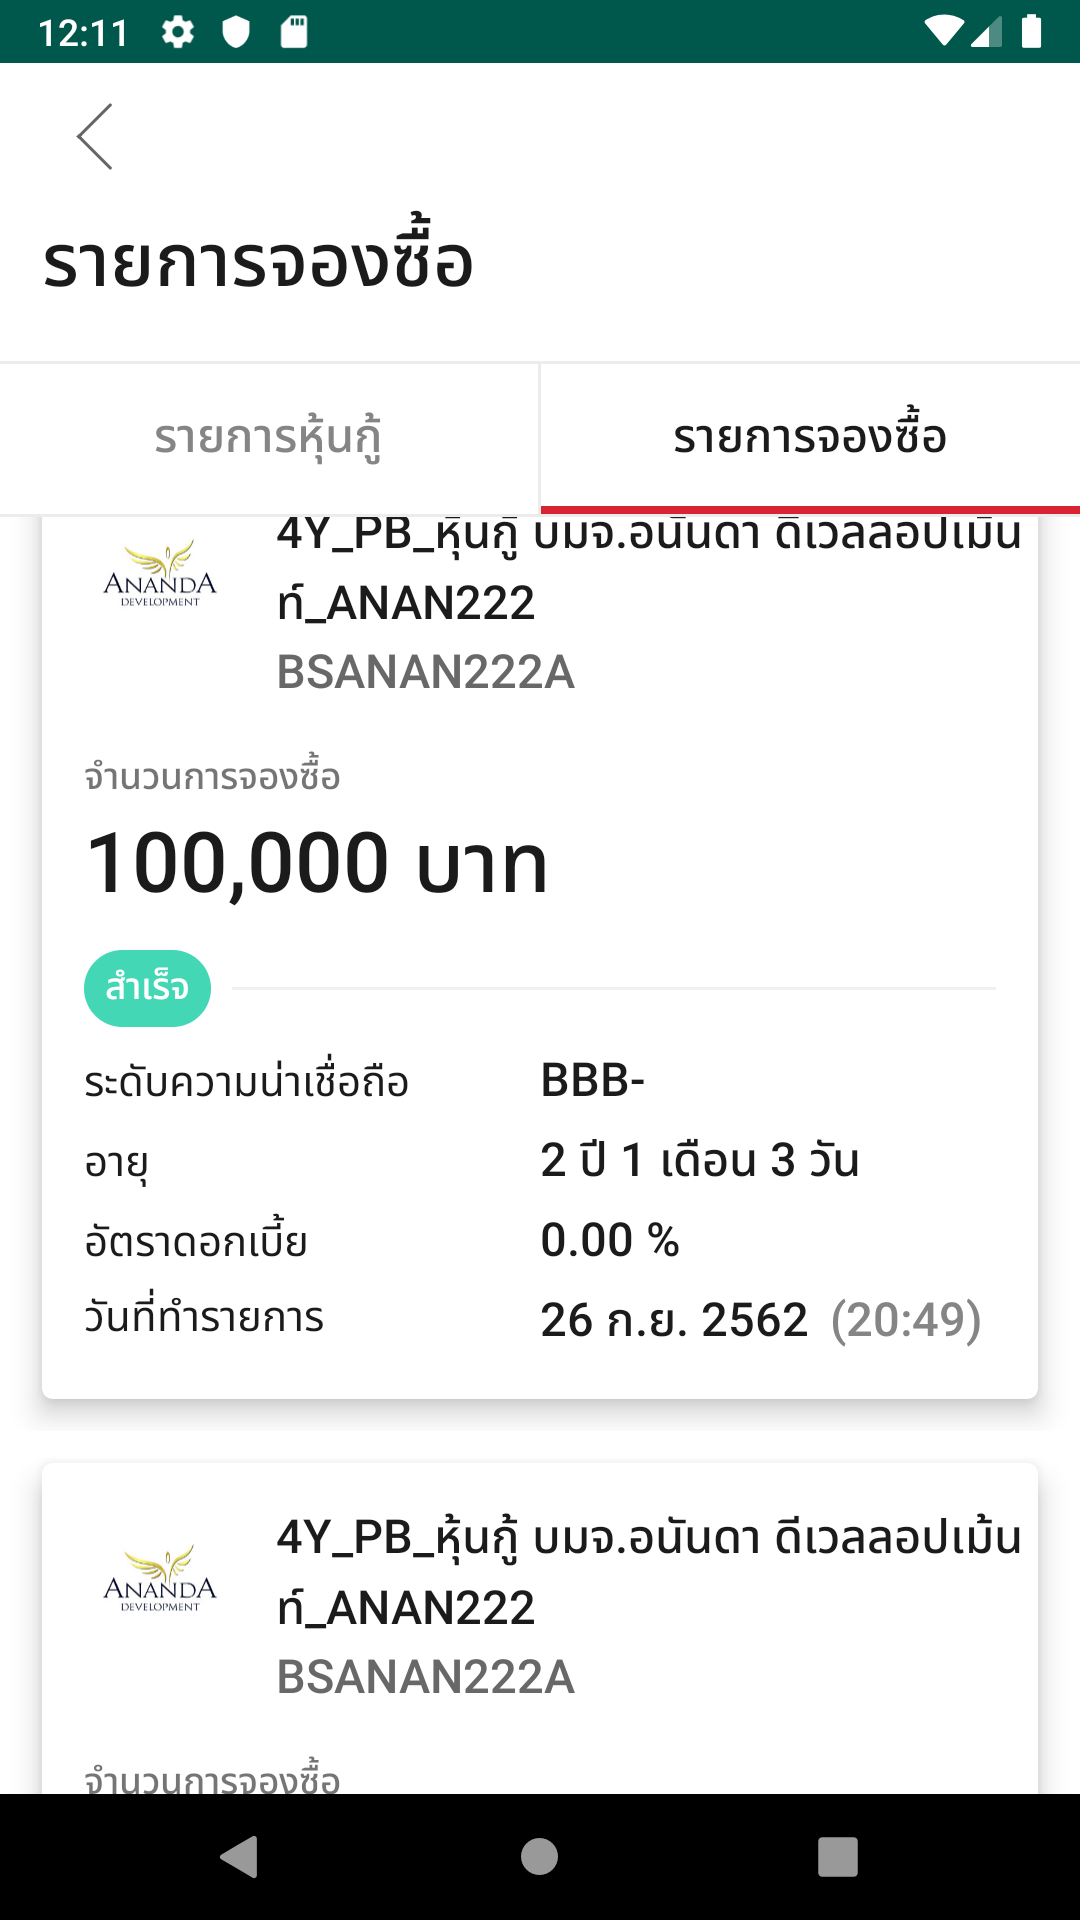 12:11
รายการจองซื้อ
รายการหุ้นกู้
รายการจองซื้อ
ANANDA
DEVELOPMENT
4Y_PB_หุ้นกู้ บมจ.อนันดา ดีเวลลอปเม้น
ท์_ANAN222
BSANAN222A
จำนวนการจองซื้อ
100,000 บาท
สำเร็จ
ระดับความน่าเชื่อถือ BBB-
อายุ 2 ปี 1 เดือน 3 วัน
อัตราดอกเบี้ย 0.00 %
วันที่ทำรายการ 26 ก.ย. 2562 (20:49)
ANANDA
DEVELOPMENT
4Y_PB_หุ้นกู้ บมจ.อนันดา ดีเวลลอปเม้น
ท์_ANAN222
BSANAN222A
จำนวนการจองซื้อ